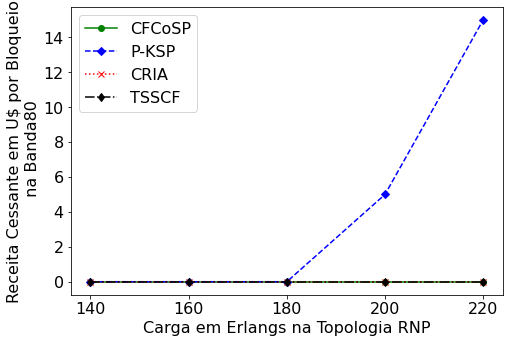 CFCoSP
P-KSP
CRIA
TSSCF
Receita Cessante em U$ por Bloqueio
na Banda80
14
12
10
8
6
4
2
0
140 160 180 200 220
Carga em Erlangs na Topologia RNP